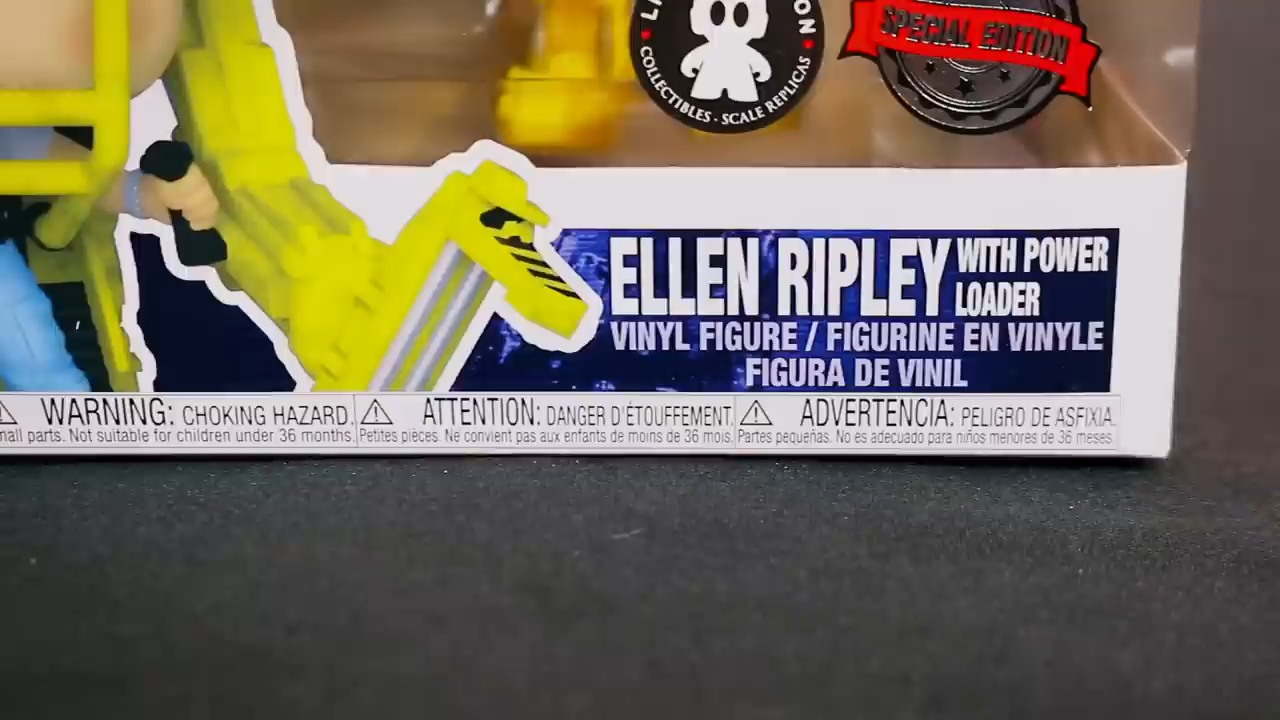 COLLECTIBLES · SCALE REPLICAS
SPECIAL EDITION
ELLEN RIPLEY WITH POWER
LOADER
VINYL FIGURE / FIGURINE EN VINYLE
FIGURA DE VINIL
WARNING: CHOKING HAZARD.
parts. Not suitable for children under 36 months.
ATTENTION: DANGER D'ÉTOUFFEMENT.
Petites pièces. Ne convient pas aux enfants de moins de 36 mois.
ADVERTENCIA: PELIGRO DE ASFIXIA.
Partes pequeñas. No es adecuado para niños menores de 36 meses.